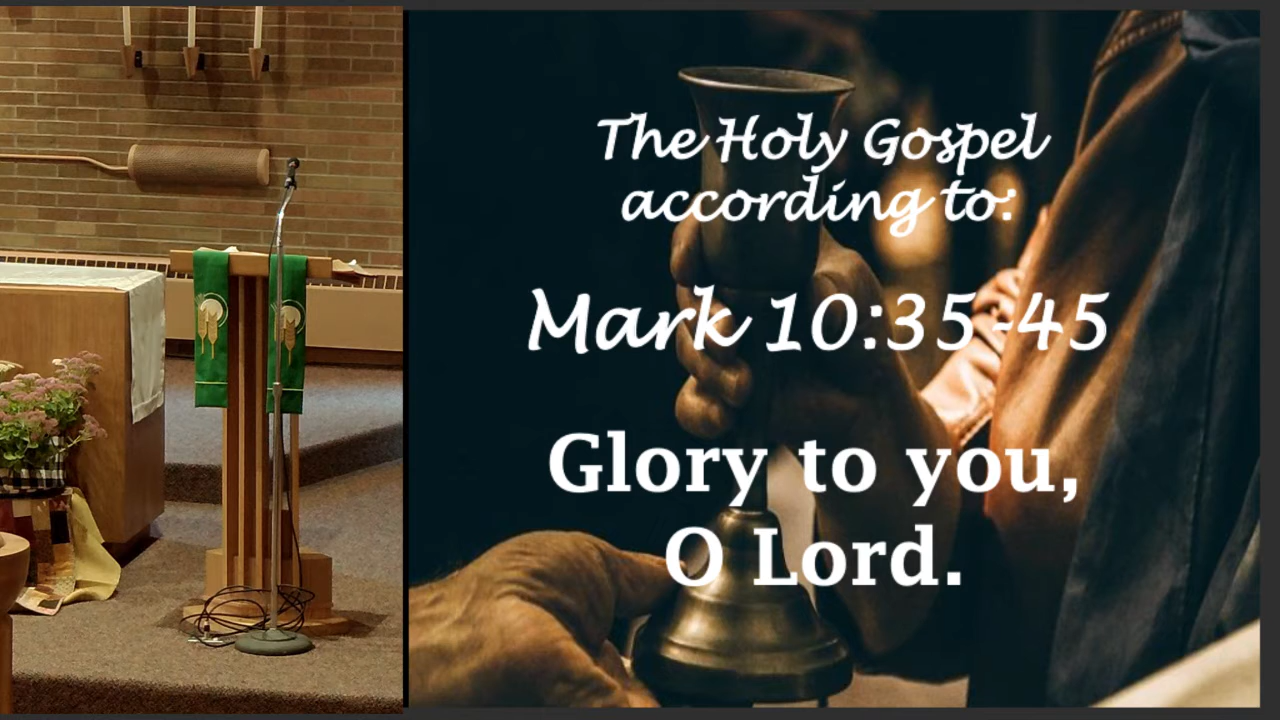 The Holy Gospel
according to:
Mark 10:35-45
Glory to you,
O Lord.